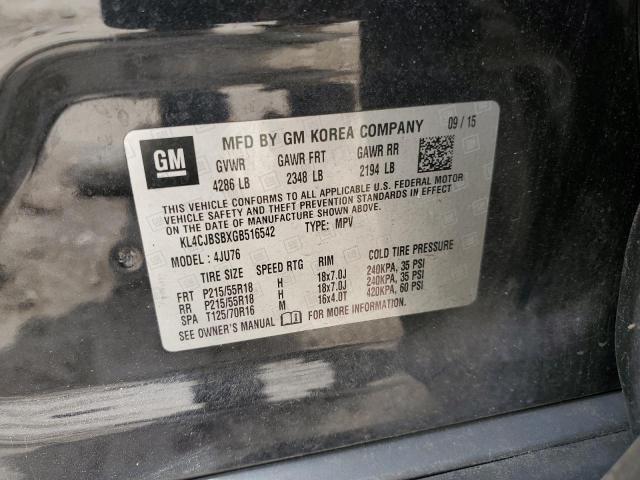 GM
MFD BY GM KOREA COMPANY 09 / 15
GVWR GAWR FRT GAWR RR
4286 LB 2348 LB 2194 LB
THIS VEHICLE CONFORMS TO ALL APPLICABLE U.S. FEDERAL MOTOR
VEHICLE SAFETY AND THEFT PREVENTION STANDARDS IN EFFECT
ON THE DATE OF MANUFACTURE SHOWN ABOVE.
KL4CJBSBXGB516542 TYPE: MPV
MODEL : 4JU76
TIRE SIZE SPEED RTG RIM COLD TIRE PRESSURE
FRT P215/55R18 H 18x7.0J 240KPA, 35 PSI
RR P215/55R18 H 18x7.0J 240KPA, 35 PSI
SPA T125/70R16 M 16x4.0T 420KPA, 60 PSI
SEE OWNER'S MANUAL FOR MORE INFORMATION.